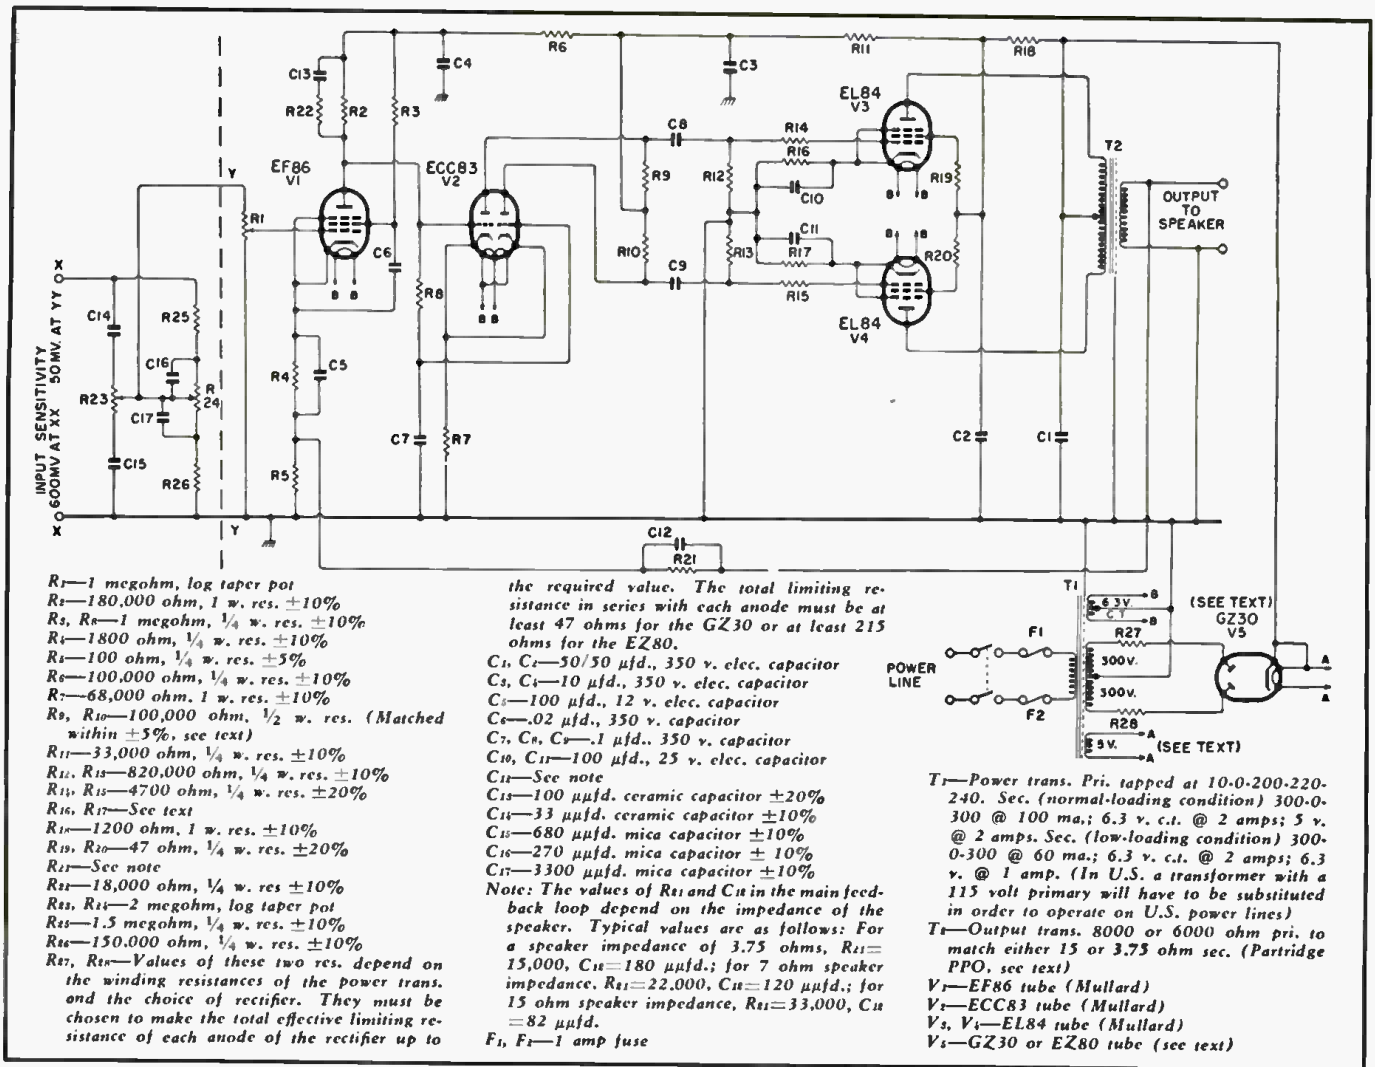 C13
R22
R2
R3
C4
R6
C3
R11
R18
EF86
V1
ECC83
V2
EL84
V3
T2
C8
R14
R16
R9
R12
C10
R19
OUTPUT
TO
SPEAKER
Y
R1
C6
R8
B B
B B
R10
C11
R17
R13
C9
R15
B B
B B
R20
EL84
V4
X
C14
R25
C16
R
24
R23
C17
C15
R26
X
Y
INPUT SENSITIVITY
600MV AT XX 50MV. AT YY
R4
C5
R5
C7
R7
C2
C1
C12
R21
T1
6.3V.
C.T.
B
B
(SEE TEXT)
GZ30
V5
R27
300V.
300V.
R28
F1
POWER
LINE
F2
A
A
5V.
A
A
(SEE TEXT)
R1—1 megohm, log taper pot
R2—180,000 ohm, 1 w. res. ±10%
R3, R8—1 megohm, 1/4 w. res. ±10%
R4—1800 ohm, 1/4 w. res. ±10%
R5—100 ohm, 1/4 w. res. ±5%
R6—100,000 ohm, 1/4 w. res. ±10%
R7—68,000 ohm. 1 w. res. ±10%
R9, R10—100,000 ohm, 1/2 w. res. (Matched
within ±5%, see text)
R11—33,000 ohm, 1/4 w. res. ±10%
R12, R13—820,000 ohm, 1/4 w. res. ±10%
R14, R15—4700 ohm, 1/4 w. res. ±20%
R16, R17—See text
R18—1200 ohm, 1 w. res. ±10%
R19, R20—47 ohm, 1/4 w. res. ±20%
R21—See note
R22—18,000 ohm, 1/4 w. res ±10%
R23, R24—2 megohm, log taper pot
R25—1.5 megohm, 1/4 w. res. ±10%
R26—150.000 ohm, 1/4 w. res. ±10%
R27, R28—Values of these two res. depend on
the winding resistances of the power trans.
and the choice of rectifier. They must be
chosen to make the total effective limiting re-
sistance of each anode of the rectifier up to
the required value. The total limiting re-
sistance in series with each anode must be at
least 47 ohms for the GZ30 or at least 215
ohms for the EZ80.
C1, C2—50/50 μfd., 350 v. elec. capacitor
C3, C4—10 μfd., 350 v. elec. capacitor
C5—100 μfd., 12 v. elec. capacitor
C6—.02 μfd., 350 v. capacitor
C7, C8, C9—.1 μfd.. 350 v. capacitor
C10, C11—100 μfd., 25 v. elec. capacitor
C12—See note
C13—100 μμfd. ceramic capacitor ±20%
C14—33 μμfd. ceramic capacitor ±10%
C15—680 μμfd. mica capacitor ±10%
C16—270 μμfd. mica capacitor ± 10%
C17—3300 μμfd. mica capacitor ±10%
Note: The values of R21 and C12 in the main feed-
back loop depend on the impedance of the
speaker. Typical values are as follows: For
a speaker impedance of 3.75 ohms, R21=
15,000, C12=180 μμfd.; for 7 ohm speaker
impedance. R21=22,000, C12=120 μμfd.; for
15 ohm speaker impedance, R21=33,000, C12
=82 μμfd.
F1, F2—1 amp fuse
T1—Power trans. Pri. tapped at 10-0-200-220-
240. Sec. (normal-loading condition) 300-0-
300 @ 100 ma,; 6.3 v. c.t. @ 2 amps; 5 v.
@ 2 amps. Sec. (low-loading condition) 300-
0-300 @ 60 ma.; 6.3 v. c.t. @ 2 amps; 6.3
v. @ 1 amp. (In U.S. a transformer with a
115 volt primary will have to be substituted
in order to operate on U.S. power lines)
T2—Output trans. 8000 or 6000 ohm pri. to
match either 15 or 3.75 ohm sec. (Partridge
PPO, see text)
V1—EF86 tube (Mullard)
V2—ECC83 tube (Mullard)
V3, V4—EL84 tube (Mullard)
V5—GZ30 or EZ80 tube (see text)